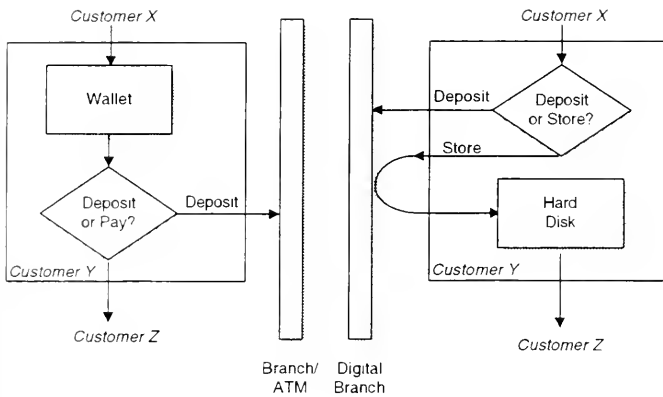 Customer X
Wallet
Deposit
or Pay?
Deposit
Customer Y
Customer Z
Branch/
ATM
Digital
Branch
Customer X
Deposit
or Store?
Deposit
Store
Hard
Disk
Customer Y
Customer Z